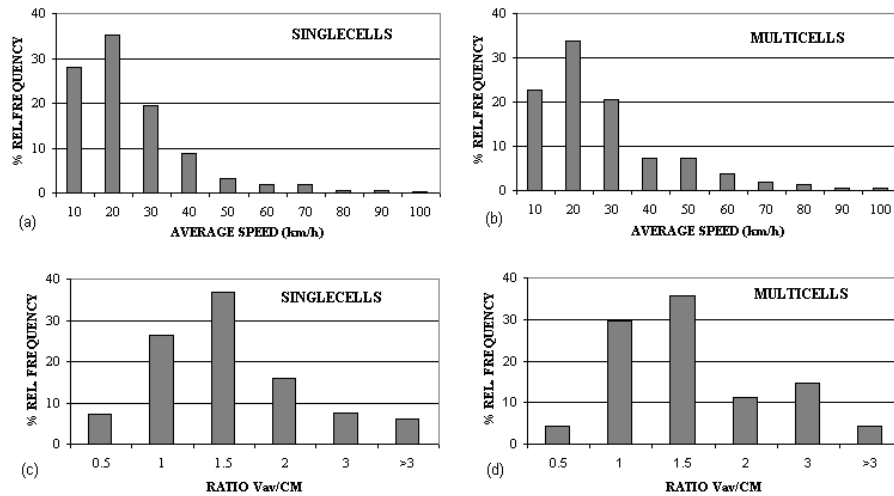 SINGLECELLS
% REL.FREQUENCY
40
30
20
10
0
10 20 30 40 50 60 70 80 90 100
(a)
AVERAGE SPEED (km/h)
MULTICELLS
% REL.FREQUENCY
40
30
20
10
0
10 20 30 40 50 60 70 80 90 100
(b)
AVERAGE SPEED (km/h)
SINGLECELLS
% REL. FREQUENCY
40
30
20
10
0
0.5 1 1.5 2 3 >3
(c)
RATIO Vav/CM
MULTICELLS
% REL. FREQUENCY
40
30
20
10
0
0.5 1 1.5 2 3 >3
(d)
RATIO Vav/CM